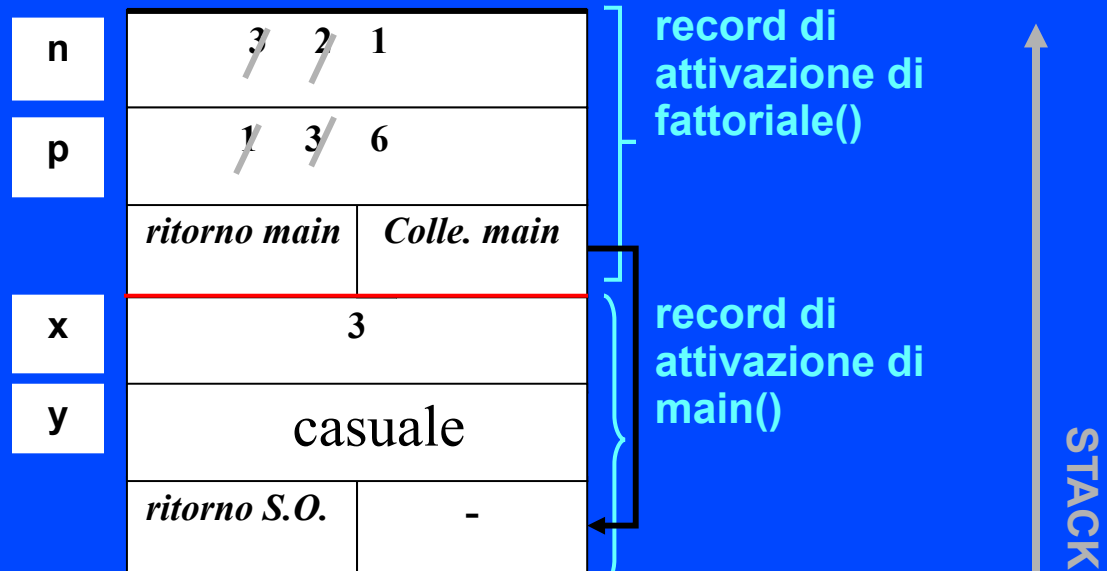 n
3 2 1
record di
attivazione di
fattoriale()
p
1 3 6
ritorno main
Colle. main
x
3
record di
attivazione di
main()
y
casuale
ritorno S.O.
-
STACK